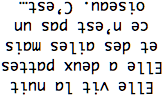 Elle vit la nuit
Elle a deux pattes
et des ailes mais
ce n'est pas un
oiseau. C'est…